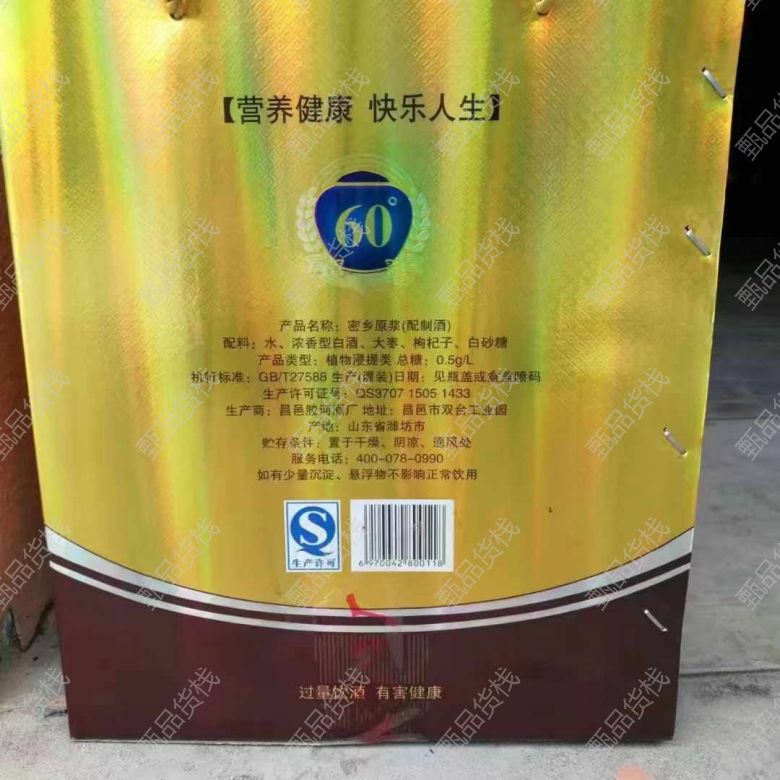 【营养健康 快乐人生】
60°
产品名称：密乡原浆(配制酒)
配料：水、浓香型白酒、大枣、枸杞子、白砂糖
产品类型：植物浸提类 总糖：0.5g/L
执行标准：GB/T27588 生产(灌装)日期：见瓶盖或盒盖喷码
生产许可证号：QS3707 1505 1433
生产商：昌邑胶河酒厂 地址：昌邑市双台工业园
产地：山东省潍坊市
贮存条件：置于干燥、阴凉、通风处
服务电话：400-078-0990
如有少量沉淀、悬浮物不影响正常饮用
QS
生产许可
6 970042 800118
过量饮酒 有害健康
甄品货栈